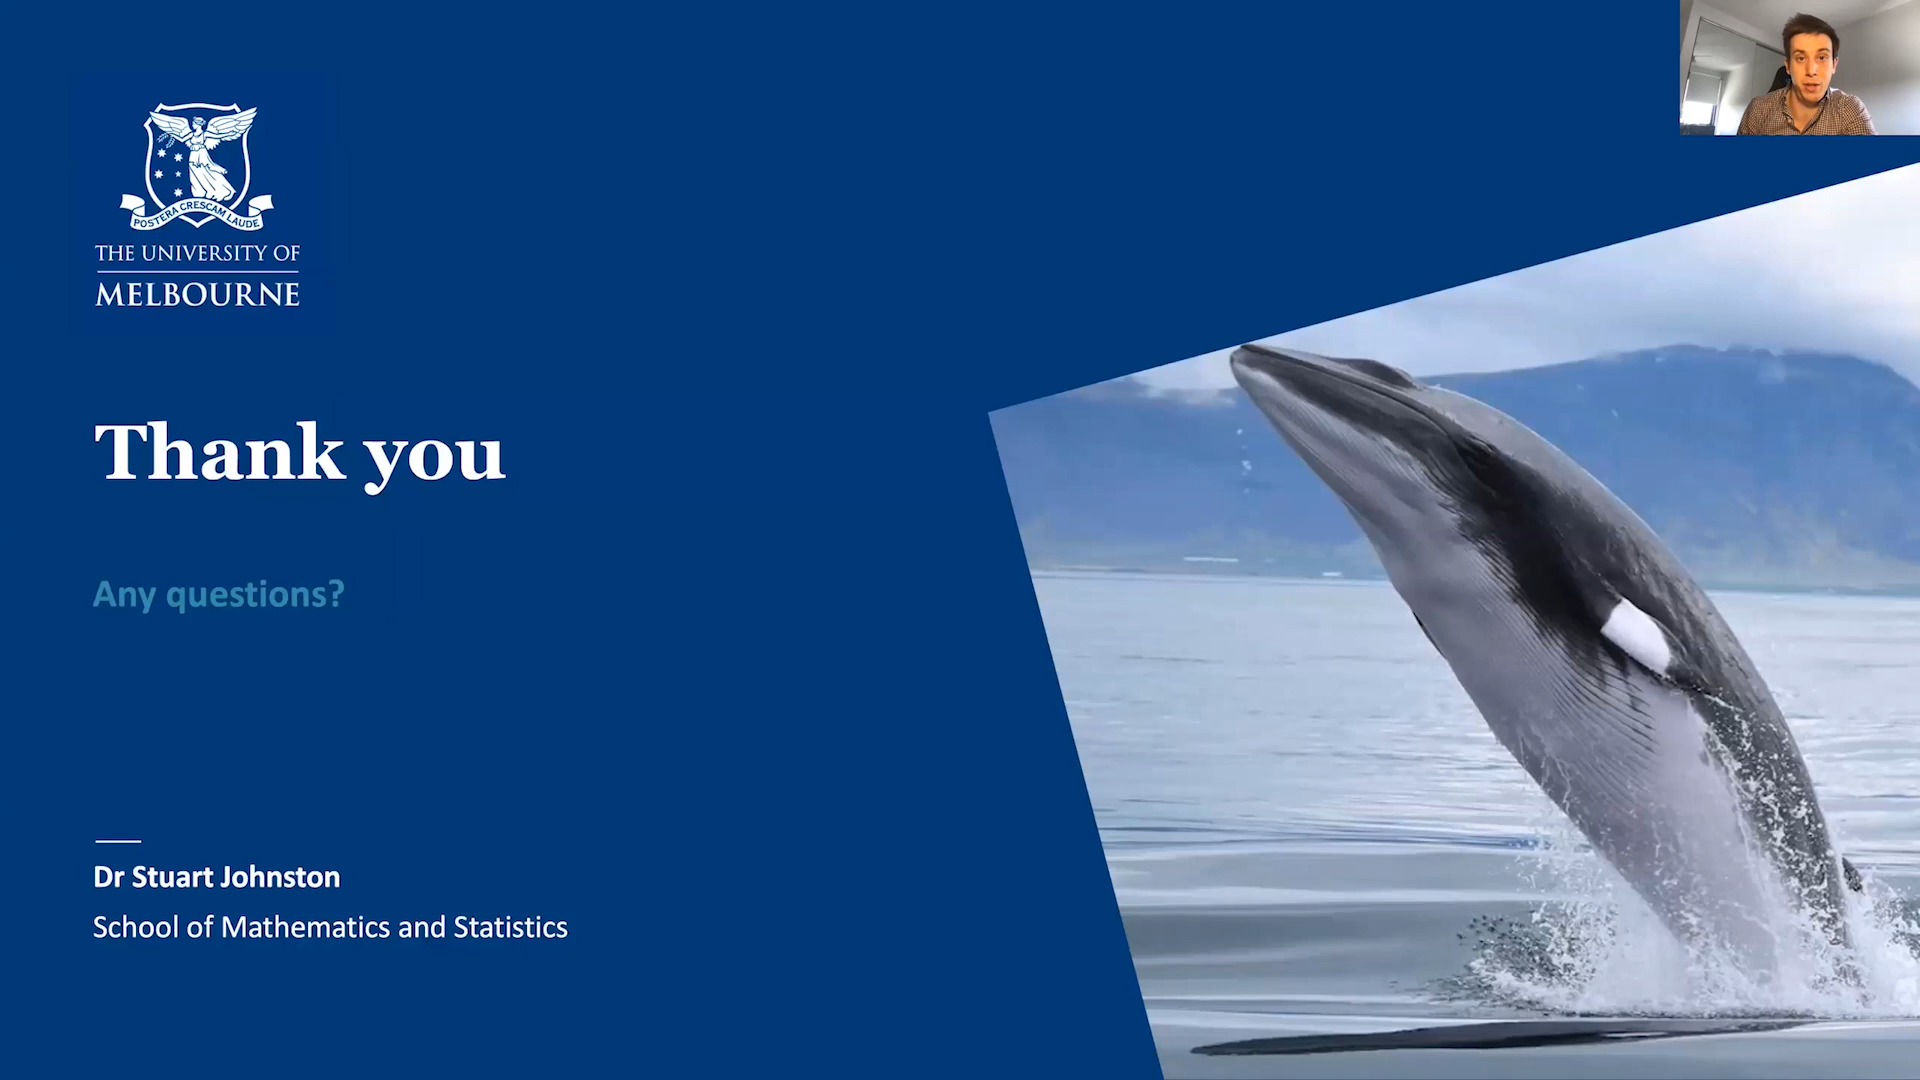 POSTERA CRESCAM LAUDE
THE UNIVERSITY OF
MELBOURNE
Thank you
Any questions?
Dr Stuart Johnston
School of Mathematics and Statistics